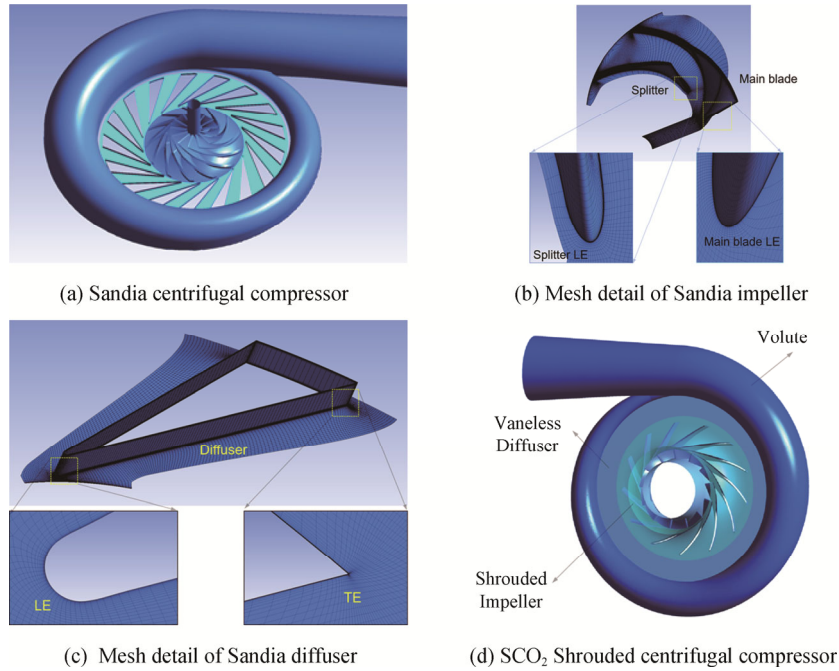 Splitter
Main blade
Splitter LE
Main blade LE
(a) Sandia centrifugal compressor
(b) Mesh detail of Sandia impeller
Diffuser
LE
TE
Volute
Vaneless
Diffuser
Shrouded
Impeller
(c) Mesh detail of Sandia diffuser
(d) SCO₂ Shrouded centrifugal compressor